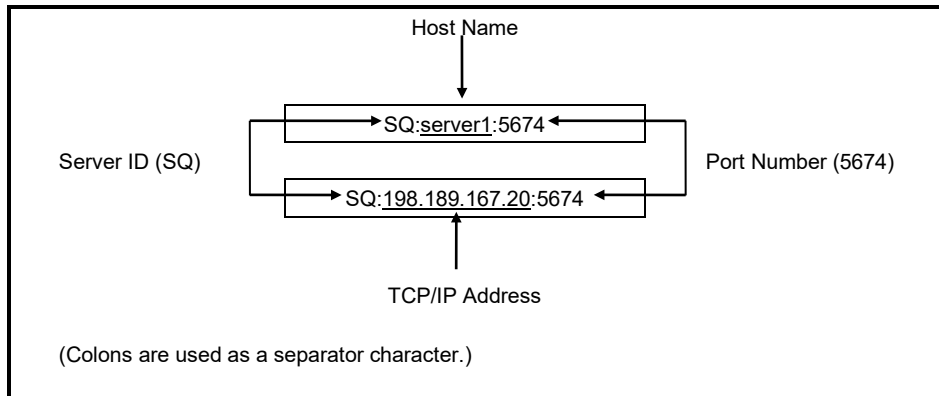 Host Name
SQ:server1:5674
Server ID (SQ)
Port Number (5674)
SQ:198.189.167.20:5674
TCP/IP Address
(Colons are used as a separator character.)